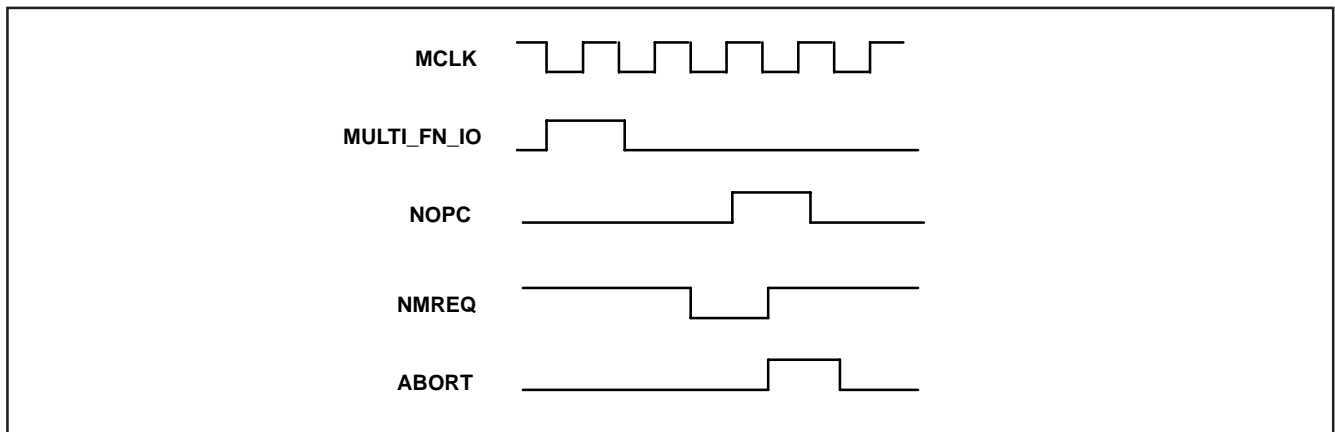 MCLK
MULTI_FN_IO
NOPC
NMREQ
ABORT